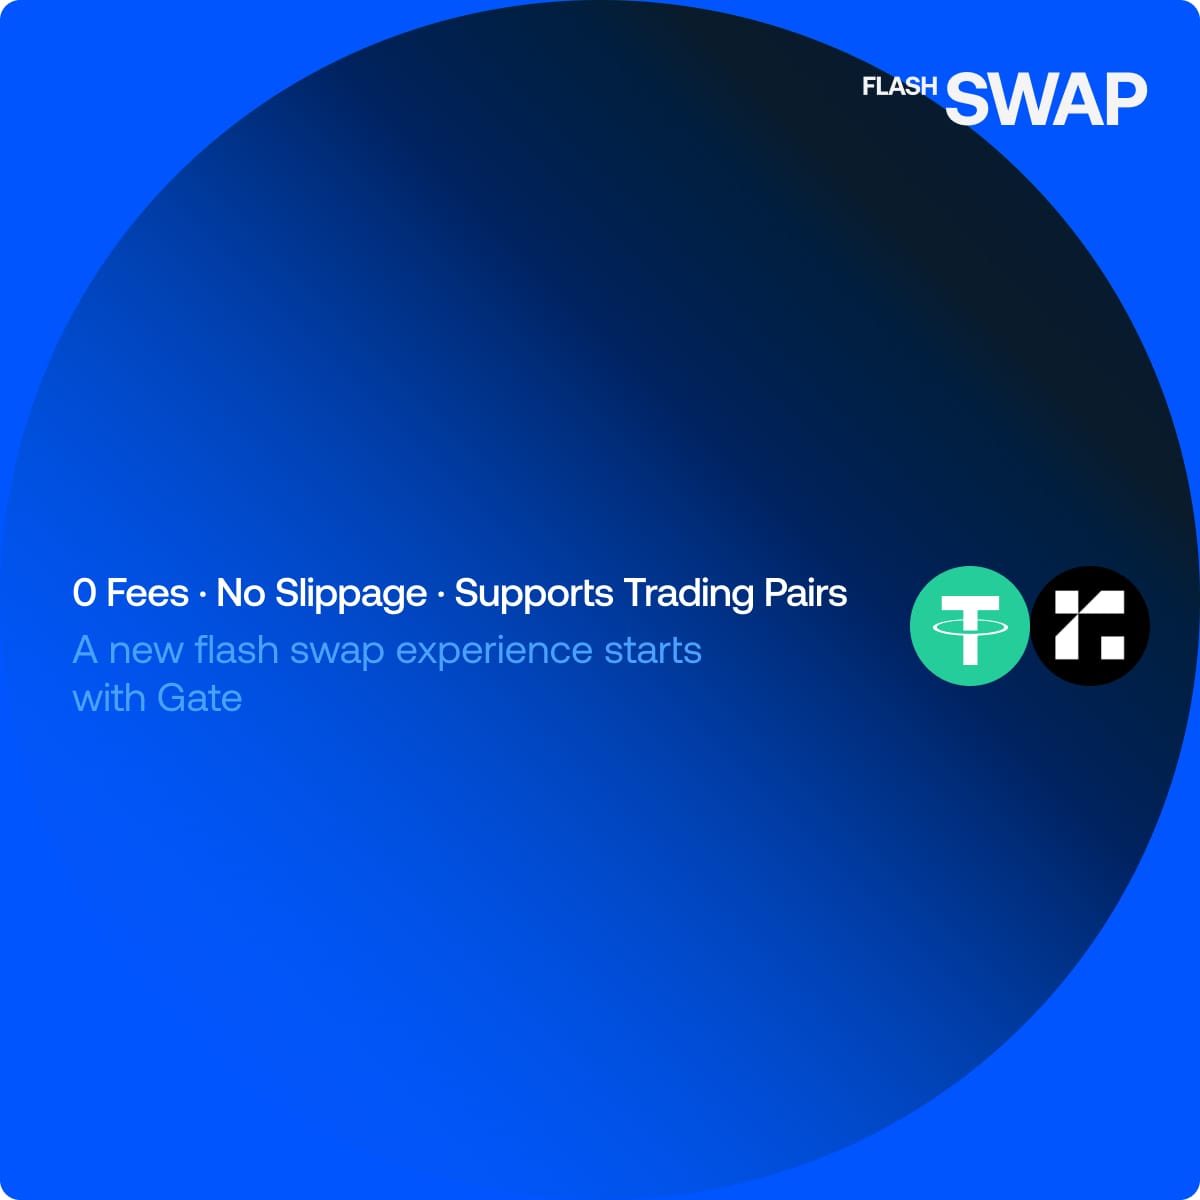 FLASH SWAP
0 Fees · No Slippage · Supports Trading Pairs
A new flash swap experience starts
with Gate